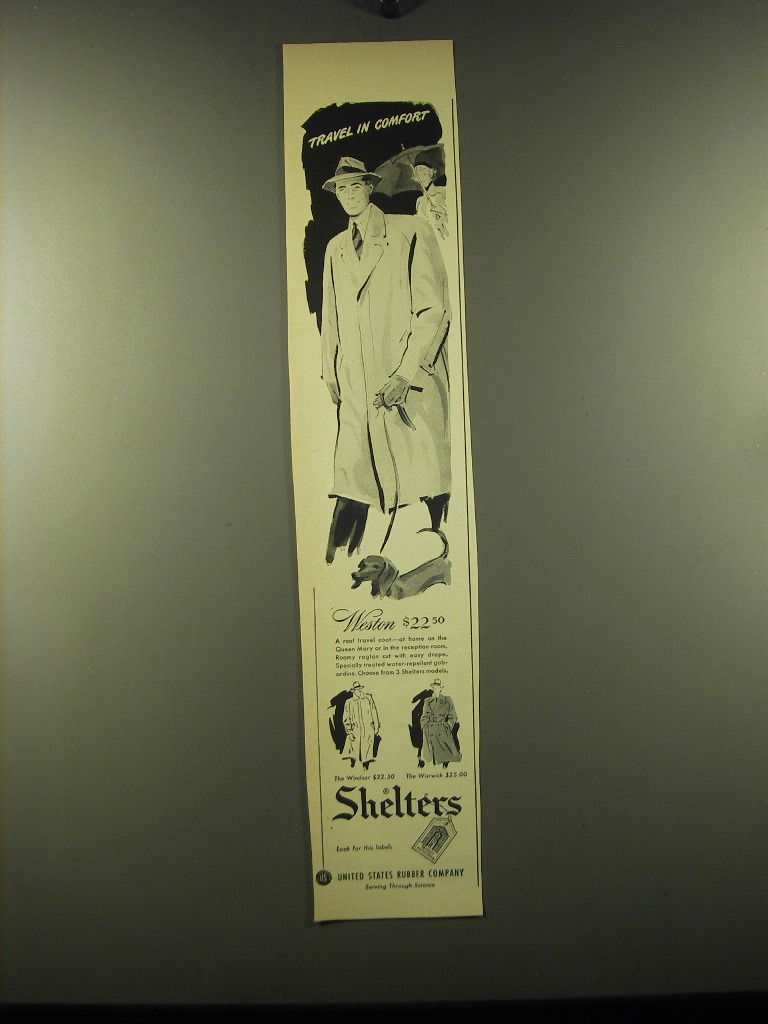 TRAVEL IN COMFORT
Weston $22.50
A real travel coat—at home on the
Queen Mary or in the reception room.
Roomy raglan cut with easy drape.
Specially treated water-repellent gab-
ardine. Choose from 3 Shelters models.
The Windsor $22.50 The Warwick $25.00
Shelters®
Look for this label
US UNITED STATES RUBBER COMPANY
Serving Through Science